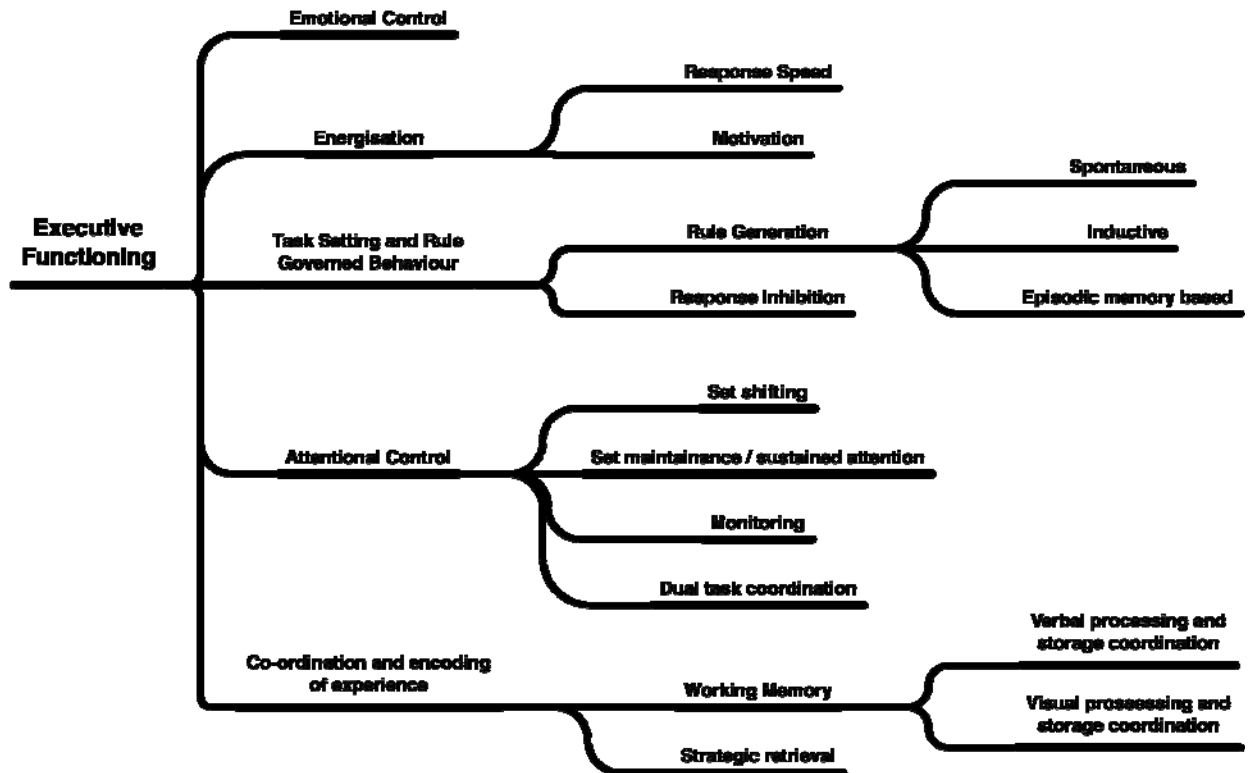 Emotional Control
Response Speed
Energisation
Motivation
Spontaneous
Executive
Functioning
Task Setting and Rule
Governed Behaviour
Rule Generation
Inductive
Response Inhibition
Episodic memory based
Set shifting
Attentional Control
Set maintainance / sustained attention
Monitoring
Dual task coordination
Verbal processing and
storage coordination
Co-ordination and encoding
of experience
Working Memory
Visual prossessing and
storage coordination
Strategic retrieval